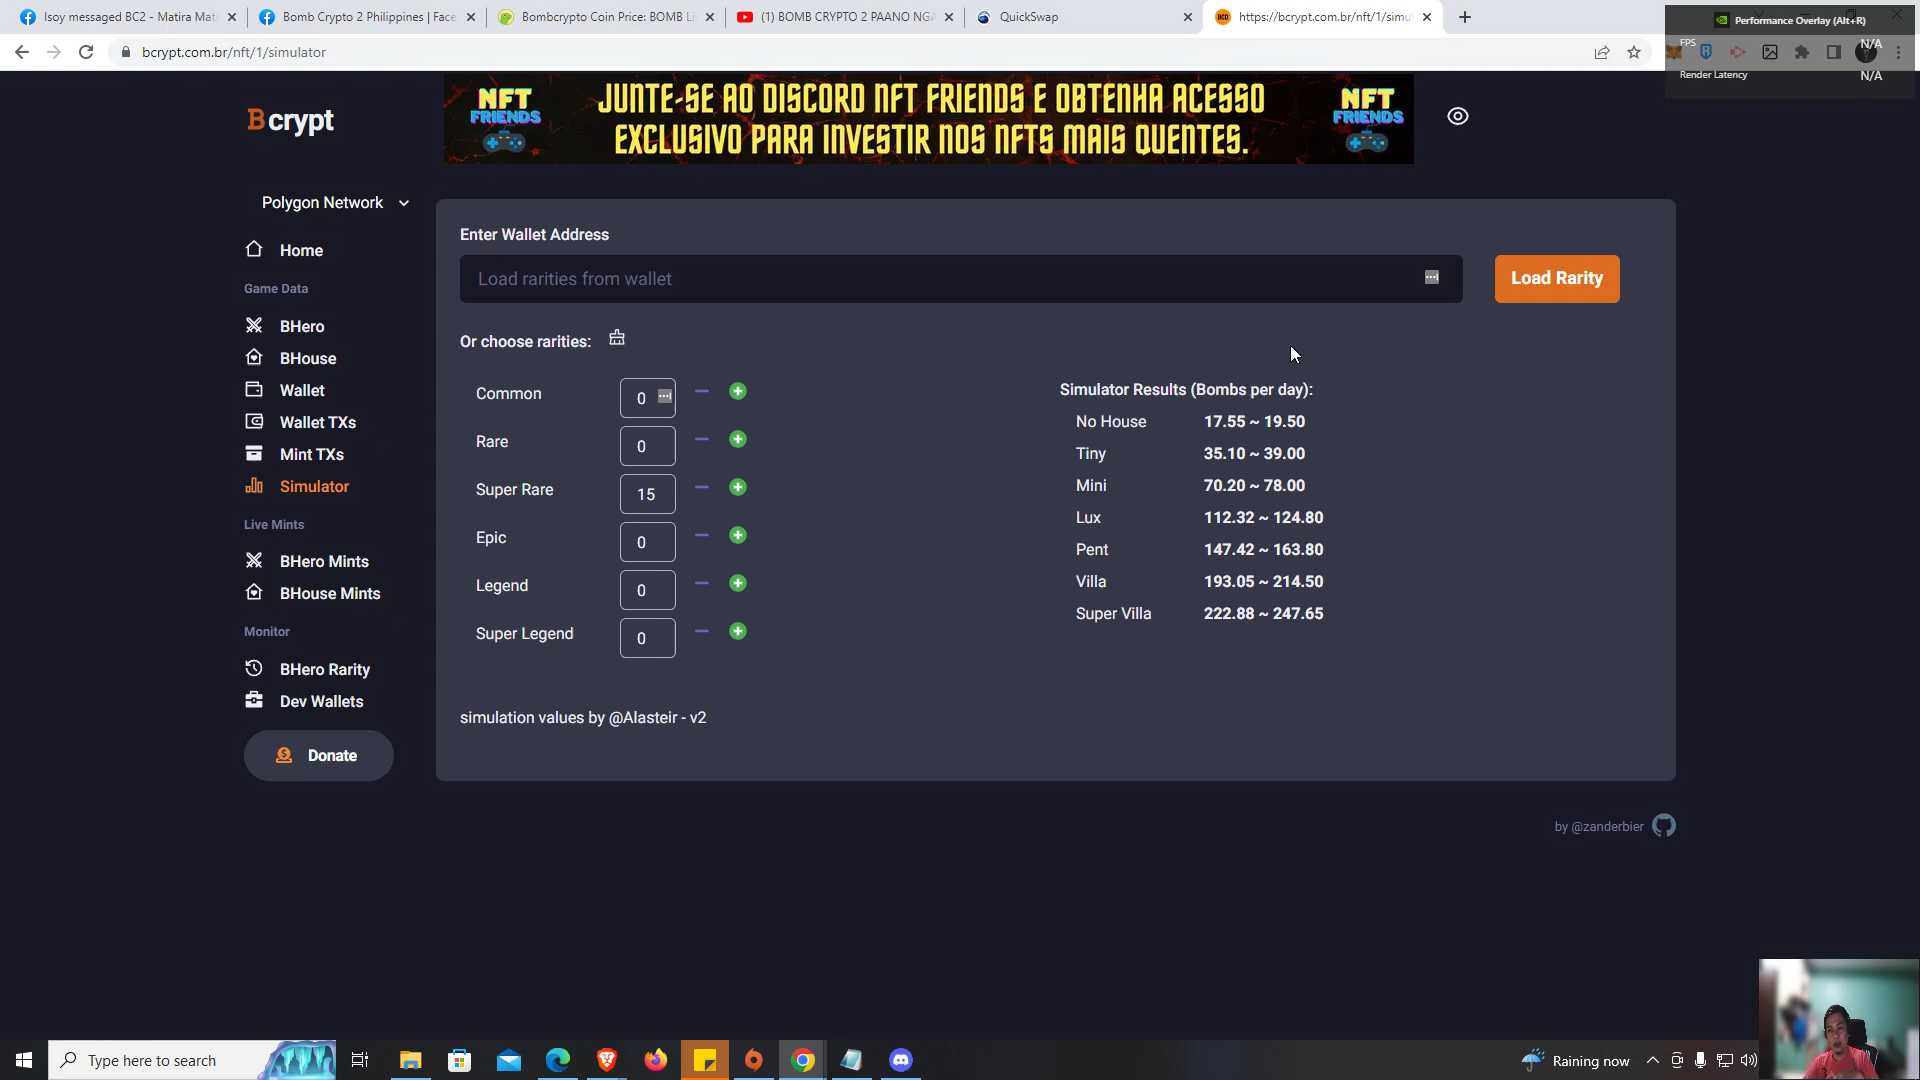 Isoy messaged BC2 - Matira Mat
Bomb Crypto 2 Philippines | Face
Bombcrypto Coin Price: BOMB Li
(1) BOMB CRYPTO 2 PAANO NGA
QuickSwap
https://bcrypt.com.br/nft/1/simu
Performance Overlay (Alt+R)
bcrypt.com.br/nft/1/simulator
FPS
N/A
Render Latency
N/A
Bcrypt
NFT FRIENDS
JUNTE-SE AO DISCORD NFT FRIENDS E OBTENHA ACESSO
EXCLUSIVO PARA INVESTIR NOS NFTS MAIS QUENTES.
NFT FRIENDS
Polygon Network
Home
Game Data
BHero
BHouse
Wallet
Wallet TXs
Mint TXs
Simulator
Live Mints
BHero Mints
BHouse Mints
Monitor
BHero Rarity
Dev Wallets
Donate
Enter Wallet Address
Load rarities from wallet
Load Rarity
Or choose rarities:
Common 0
Rare 0
Super Rare 15
Epic 0
Legend 0
Super Legend 0
Simulator Results (Bombs per day):
No House 17.55 ~ 19.50
Tiny 35.10 ~ 39.00
Mini 70.20 ~ 78.00
Lux 112.32 ~ 124.80
Pent 147.42 ~ 163.80
Villa 193.05 ~ 214.50
Super Villa 222.88 ~ 247.65
simulation values by @Alasteir - v2
by @zanderbier
Type here to search
Raining now